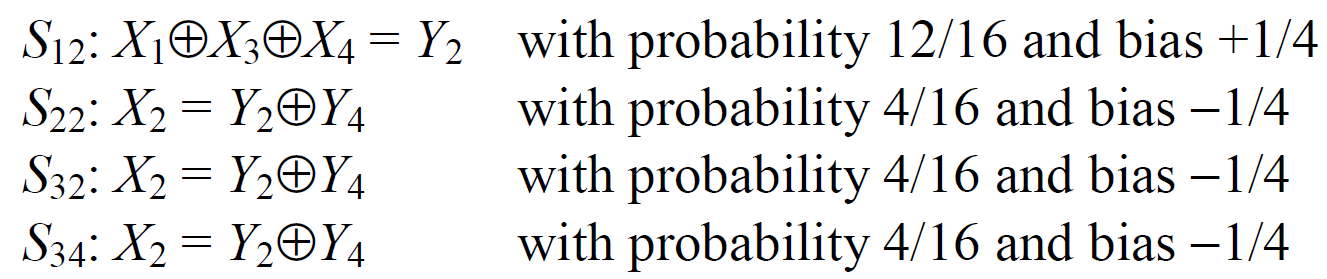 S₁₂: X₁⊕X₃⊕X₄ = Y₂ with probability 12/16 and bias +1/4
S₂₂: X₂ = Y₂⊕Y₄ with probability 4/16 and bias −1/4
S₃₂: X₂ = Y₂⊕Y₄ with probability 4/16 and bias −1/4
S₃₄: X₂ = Y₂⊕Y₄ with probability 4/16 and bias −1/4